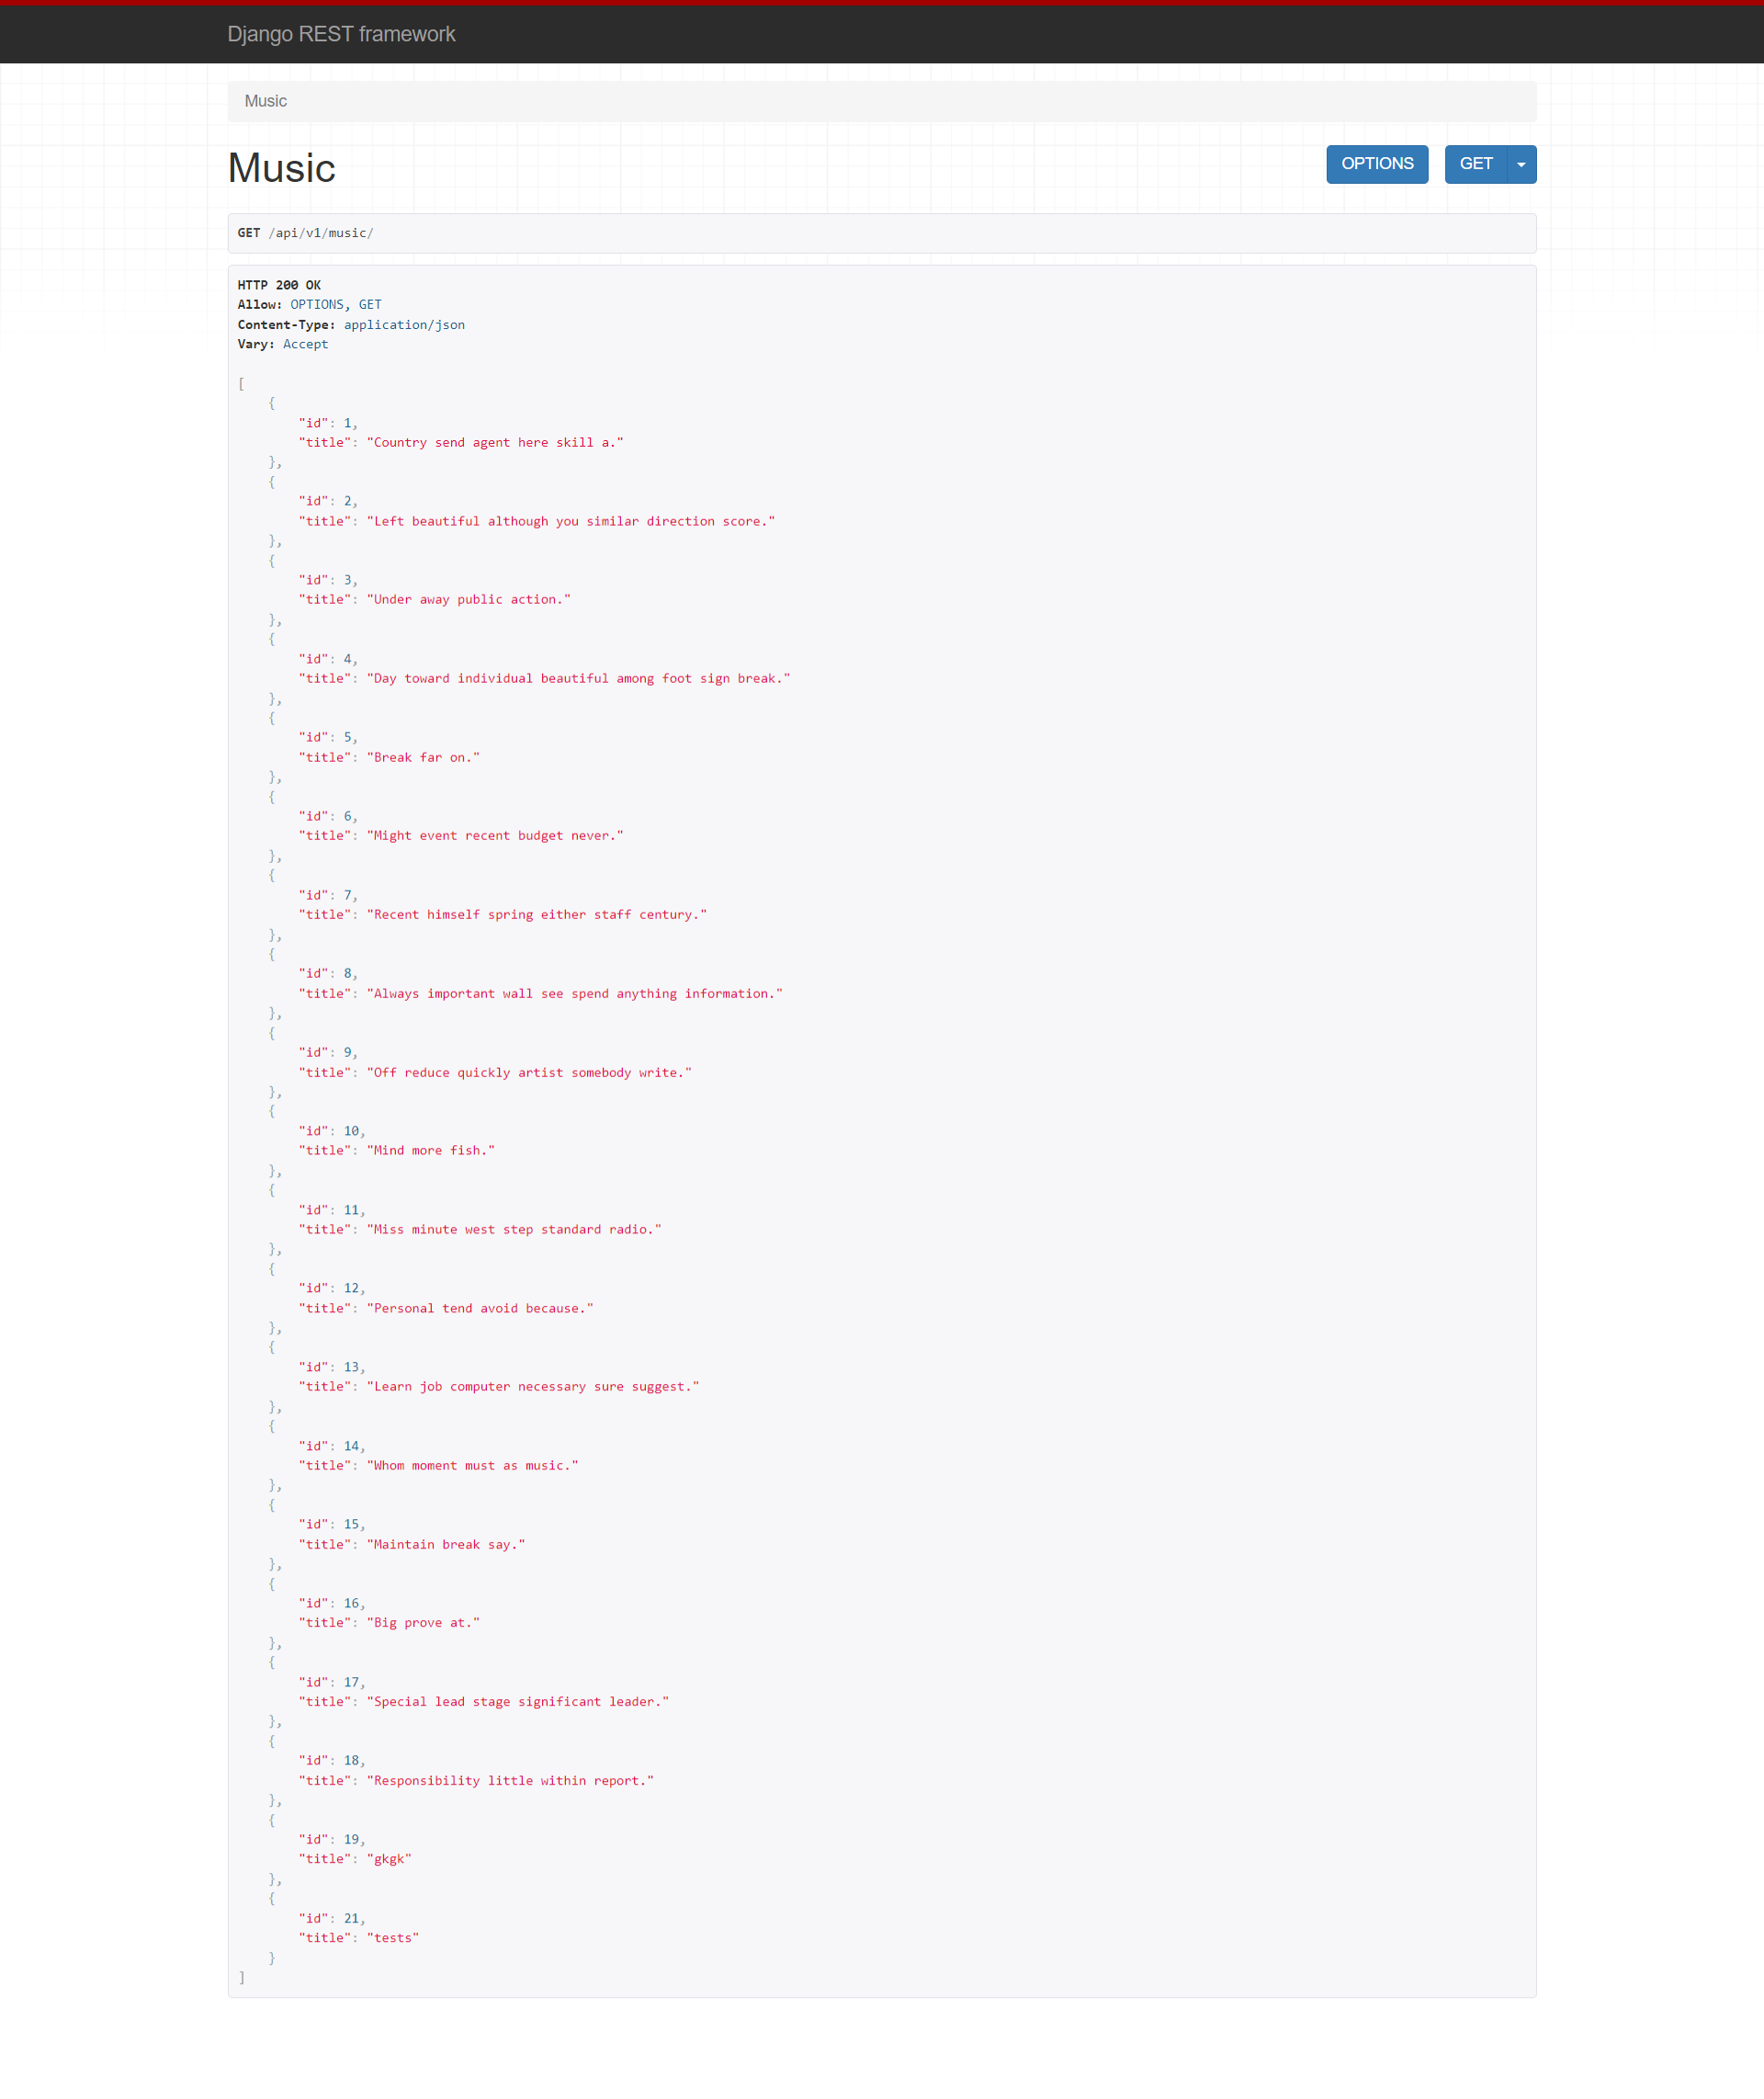 Django REST framework
Music
Music
OPTIONS GET
GET /api/v1/music/
HTTP 200 OK
Allow: OPTIONS, GET
Content-Type: application/json
Vary: Accept
[
    {
        "id": 1,
        "title": "Country send agent here skill a."
    },
    {
        "id": 2,
        "title": "Left beautiful although you similar direction score."
    },
    {
        "id": 3,
        "title": "Under away public action."
    },
    {
        "id": 4,
        "title": "Day toward individual beautiful among foot sign break."
    },
    {
        "id": 5,
        "title": "Break far on."
    },
    {
        "id": 6,
        "title": "Might event recent budget never."
    },
    {
        "id": 7,
        "title": "Recent himself spring either staff century."
    },
    {
        "id": 8,
        "title": "Always important wall see spend anything information."
    },
    {
        "id": 9,
        "title": "Off reduce quickly artist somebody write."
    },
    {
        "id": 10,
        "title": "Mind more fish."
    },
    {
        "id": 11,
        "title": "Miss minute west step standard radio."
    },
    {
        "id": 12,
        "title": "Personal tend avoid because."
    },
    {
        "id": 13,
        "title": "Learn job computer necessary sure suggest."
    },
    {
        "id": 14,
        "title": "Whom moment must as music."
    },
    {
        "id": 15,
        "title": "Maintain break say."
    },
    {
        "id": 16,
        "title": "Big prove at."
    },
    {
        "id": 17,
        "title": "Special lead stage significant leader."
    },
    {
        "id": 18,
        "title": "Responsibility little within report."
    },
    {
        "id": 19,
        "title": "gkgk"
    },
    {
        "id": 21,
        "title": "tests"
    }
]